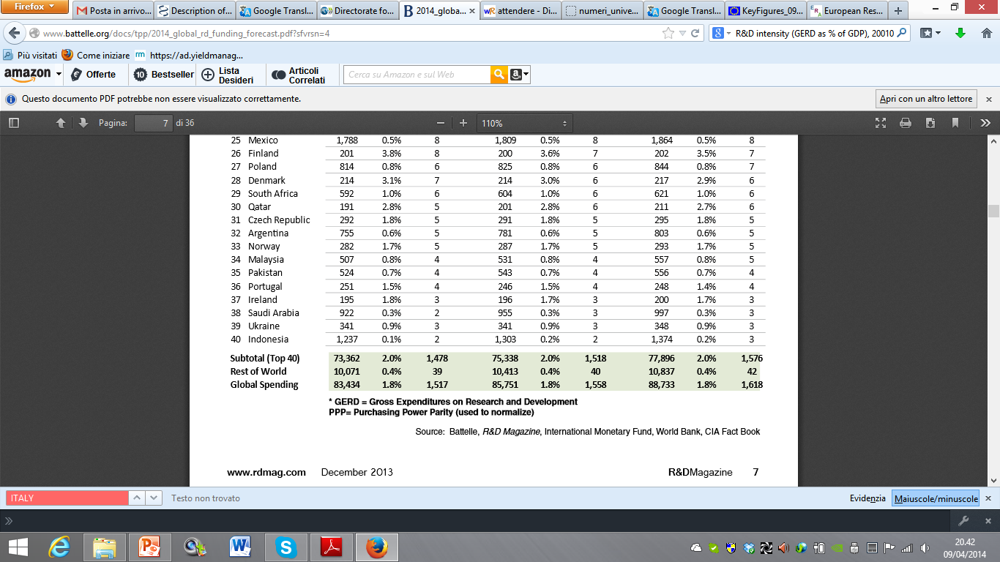 Firefox Posta in arrivo... Description of... Google Transl... Directorate fo... 2014_globa... attendere - Di... numeri_unive... Google Transl... KeyFigures_09... European Res...
www.battelle.org/docs/tpp/2014_global_rd_funding_forecast.pdf?sfvrsn=4 R&D intensity (GERD as % of GDP), 20010
Più visitati Come iniziare https://ad.yieldmanag...
amazon Offerte Bestseller Lista Desideri Articoli Correlati Cerca su Amazon e sul Web
Questo documento PDF potrebbe non essere visualizzato correttamente. Apri con un altro lettore
Pagina: 7 di 36 110%
25 Mexico 1,788 0.5% 8 1,809 0.5% 8 1,864 0.5% 8
26 Finland 201 3.8% 8 200 3.6% 7 202 3.5% 7
27 Poland 814 0.8% 6 825 0.8% 6 844 0.8% 7
28 Denmark 214 3.1% 7 214 3.0% 6 217 2.9% 6
29 South Africa 592 1.0% 6 604 1.0% 6 621 1.0% 6
30 Qatar 191 2.8% 5 201 2.8% 6 211 2.7% 6
31 Czech Republic 292 1.8% 5 291 1.8% 5 295 1.8% 5
32 Argentina 755 0.6% 5 781 0.6% 5 803 0.6% 5
33 Norway 282 1.7% 5 287 1.7% 5 293 1.7% 5
34 Malaysia 507 0.8% 4 531 0.8% 4 557 0.8% 5
35 Pakistan 524 0.7% 4 543 0.7% 4 556 0.7% 4
36 Portugal 251 1.5% 4 246 1.5% 4 248 1.4% 4
37 Ireland 195 1.8% 3 196 1.7% 3 200 1.7% 3
38 Saudi Arabia 922 0.3% 2 955 0.3% 3 997 0.3% 3
39 Ukraine 341 0.9% 3 341 0.9% 3 348 0.9% 3
40 Indonesia 1,237 0.1% 2 1,303 0.2% 2 1,374 0.2% 3
Subtotal (Top 40) 73,362 2.0% 1,478 75,338 2.0% 1,518 77,896 2.0% 1,576
Rest of World 10,071 0.4% 39 10,413 0.4% 40 10,837 0.4% 42
Global Spending 83,434 1.8% 1,517 85,751 1.8% 1,558 88,733 1.8% 1,618
* GERD = Gross Expenditures on Research and Development
PPP= Purchasing Power Parity (used to normalize)
Source: Battelle, R&D Magazine, International Monetary Fund, World Bank, CIA Fact Book
www.rdmag.com December 2013 R&DMagazine 7
ITALY Testo non trovato Evidenzia Maiuscole/minuscole
20.42
09/04/2014